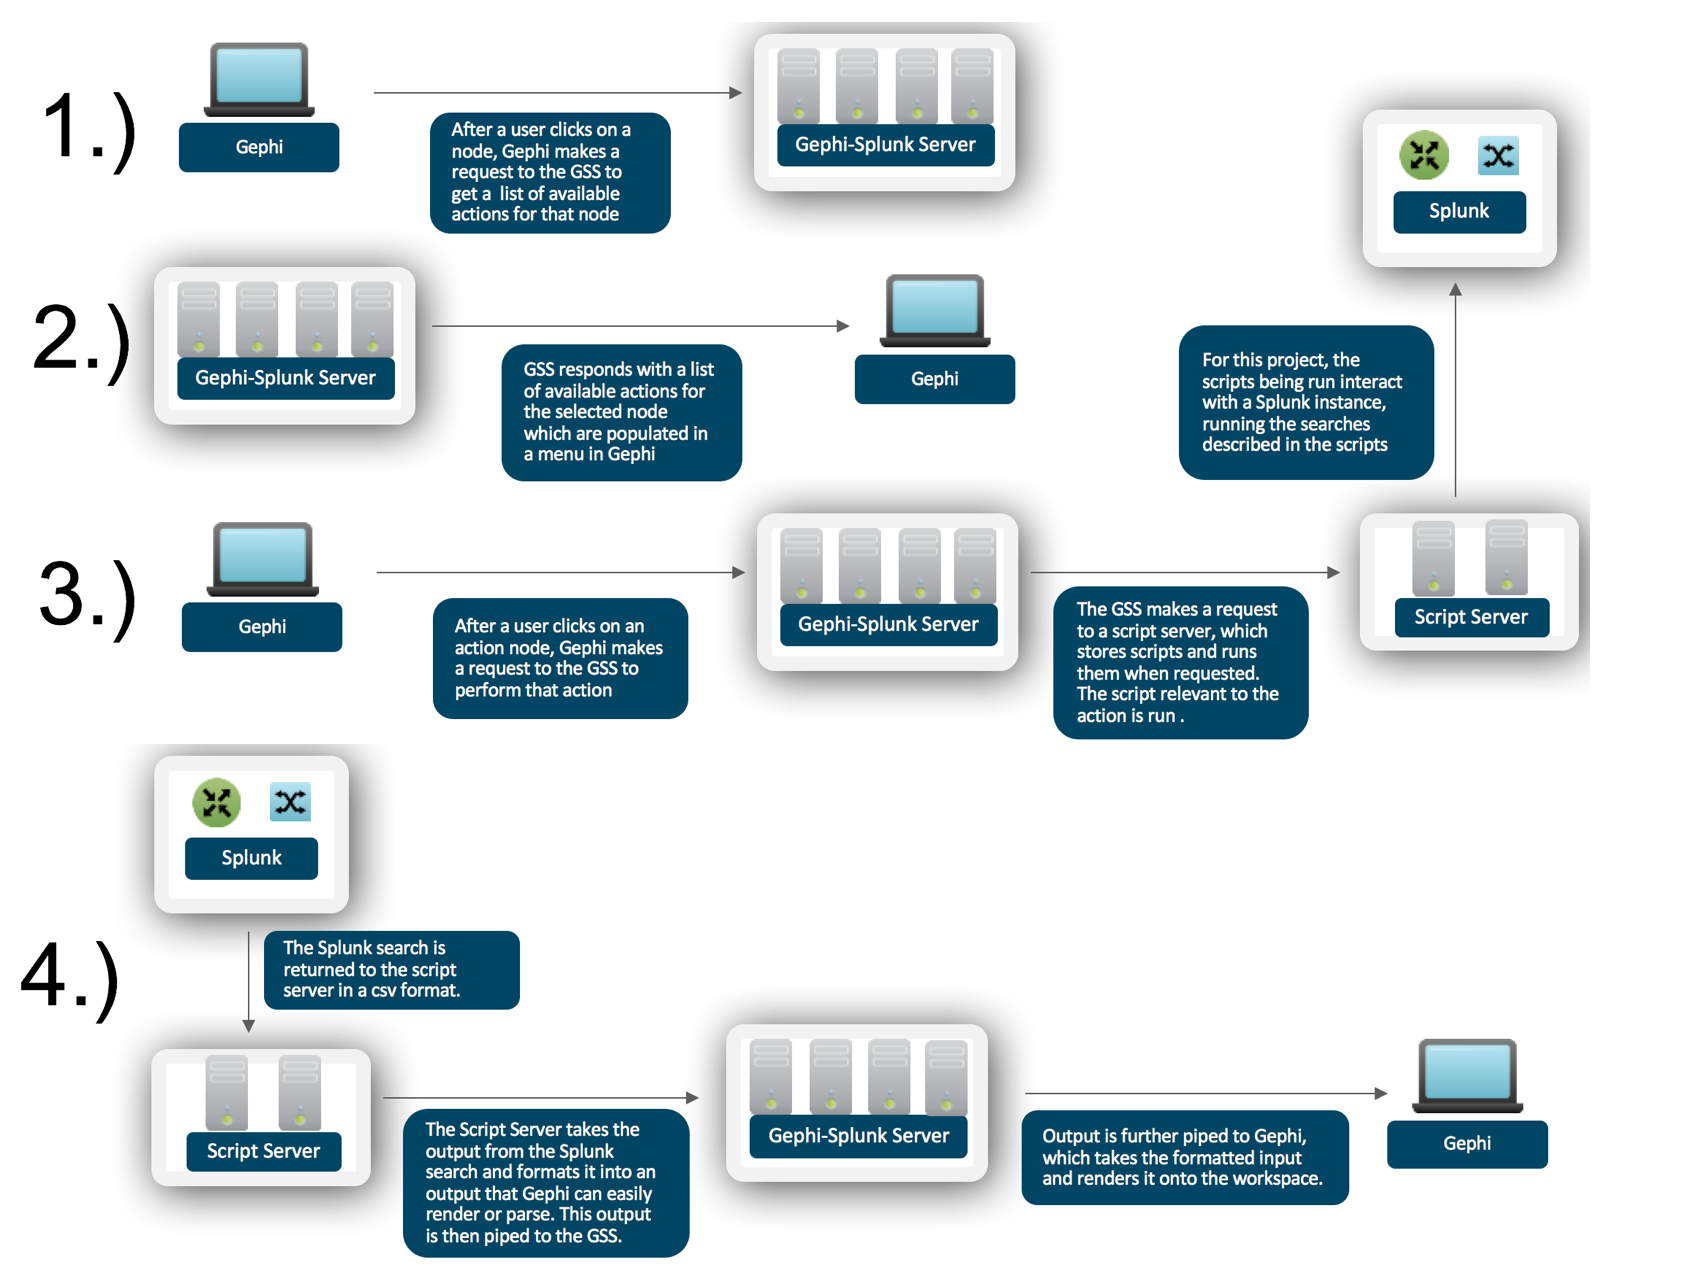 1.)
Gephi
After a user clicks on a
node, Gephi makes a
request to the GSS to
get a list of available
actions for that node
Gephi-Splunk Server
2.)
Gephi-Splunk Server
GSS responds with a list
of available actions for
the selected node
which are populated in
a menu in Gephi
Gephi
3.)
Gephi
After a user clicks on an
action node, Gephi makes
a request to the GSS to
perform that action
Gephi-Splunk Server
The GSS makes a request
to a script server, which
stores scripts and runs
them when requested.
The script relevant to the
action is run .
Script Server
For this project, the
scripts being run interact
with a Splunk instance,
running the searches
described in the scripts
Splunk
4.)
Splunk
The Splunk search is
returned to the script
server in a csv format.
Script Server
The Script Server takes the
output from the Splunk
search and formats it into an
output that Gephi can easily
render or parse. This output
is then piped to the GSS.
Gephi-Splunk Server
Output is further piped to Gephi,
which takes the formatted input
and renders it onto the workspace.
Gephi